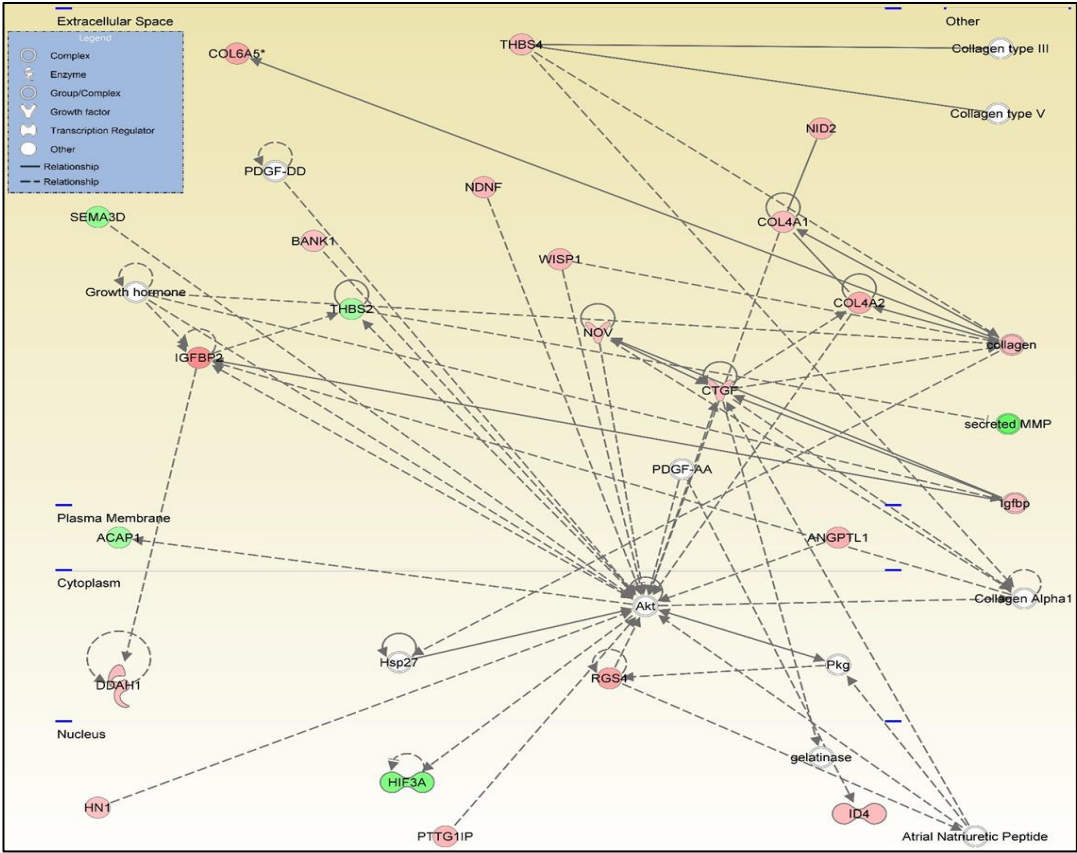 Extracellular Space
Other
Legend
Complex
Enzyme
Group/Complex
Growth factor
Transcription Regulator
Other
Relationship
Relationship
COL6A5*
THBS4
Collagen type III
Collagen type V
NID2
PDGF-DD
NDNF
SEMA3D
COL4A1
BANK1
WISP1
Growth hormone
THBS2
COL4A2
NOV
collagen
IGFBP2
CTGF
secreted MMP
PDGF-AA
Igfbp
Plasma Membrane
ACAP1
ANGPTL1
Cytoplasm
Collagen Alpha1
Akt
Hsp27
Pkg
RGS4
DDAH1
Nucleus
gelatinase
HIF3A
HN1
ID4
PTTG1IP
Atrial Natriuretic Peptide